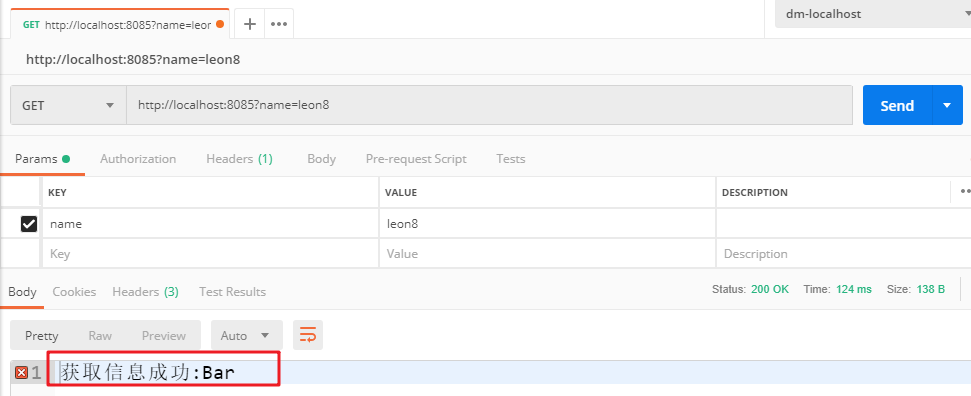 GET http://localhost:8085?name=leon
dm-localhost
http://localhost:8085?name=leon8
GET http://localhost:8085?name=leon8 Send
Params Authorization Headers (1) Body Pre-request Script Tests
KEY VALUE DESCRIPTION
name leon8
Key Value Description
Body Cookies Headers (3) Test Results Status: 200 OK Time: 124 ms Size: 138 B
Pretty Raw Preview Auto
1 获取信息成功:Bar